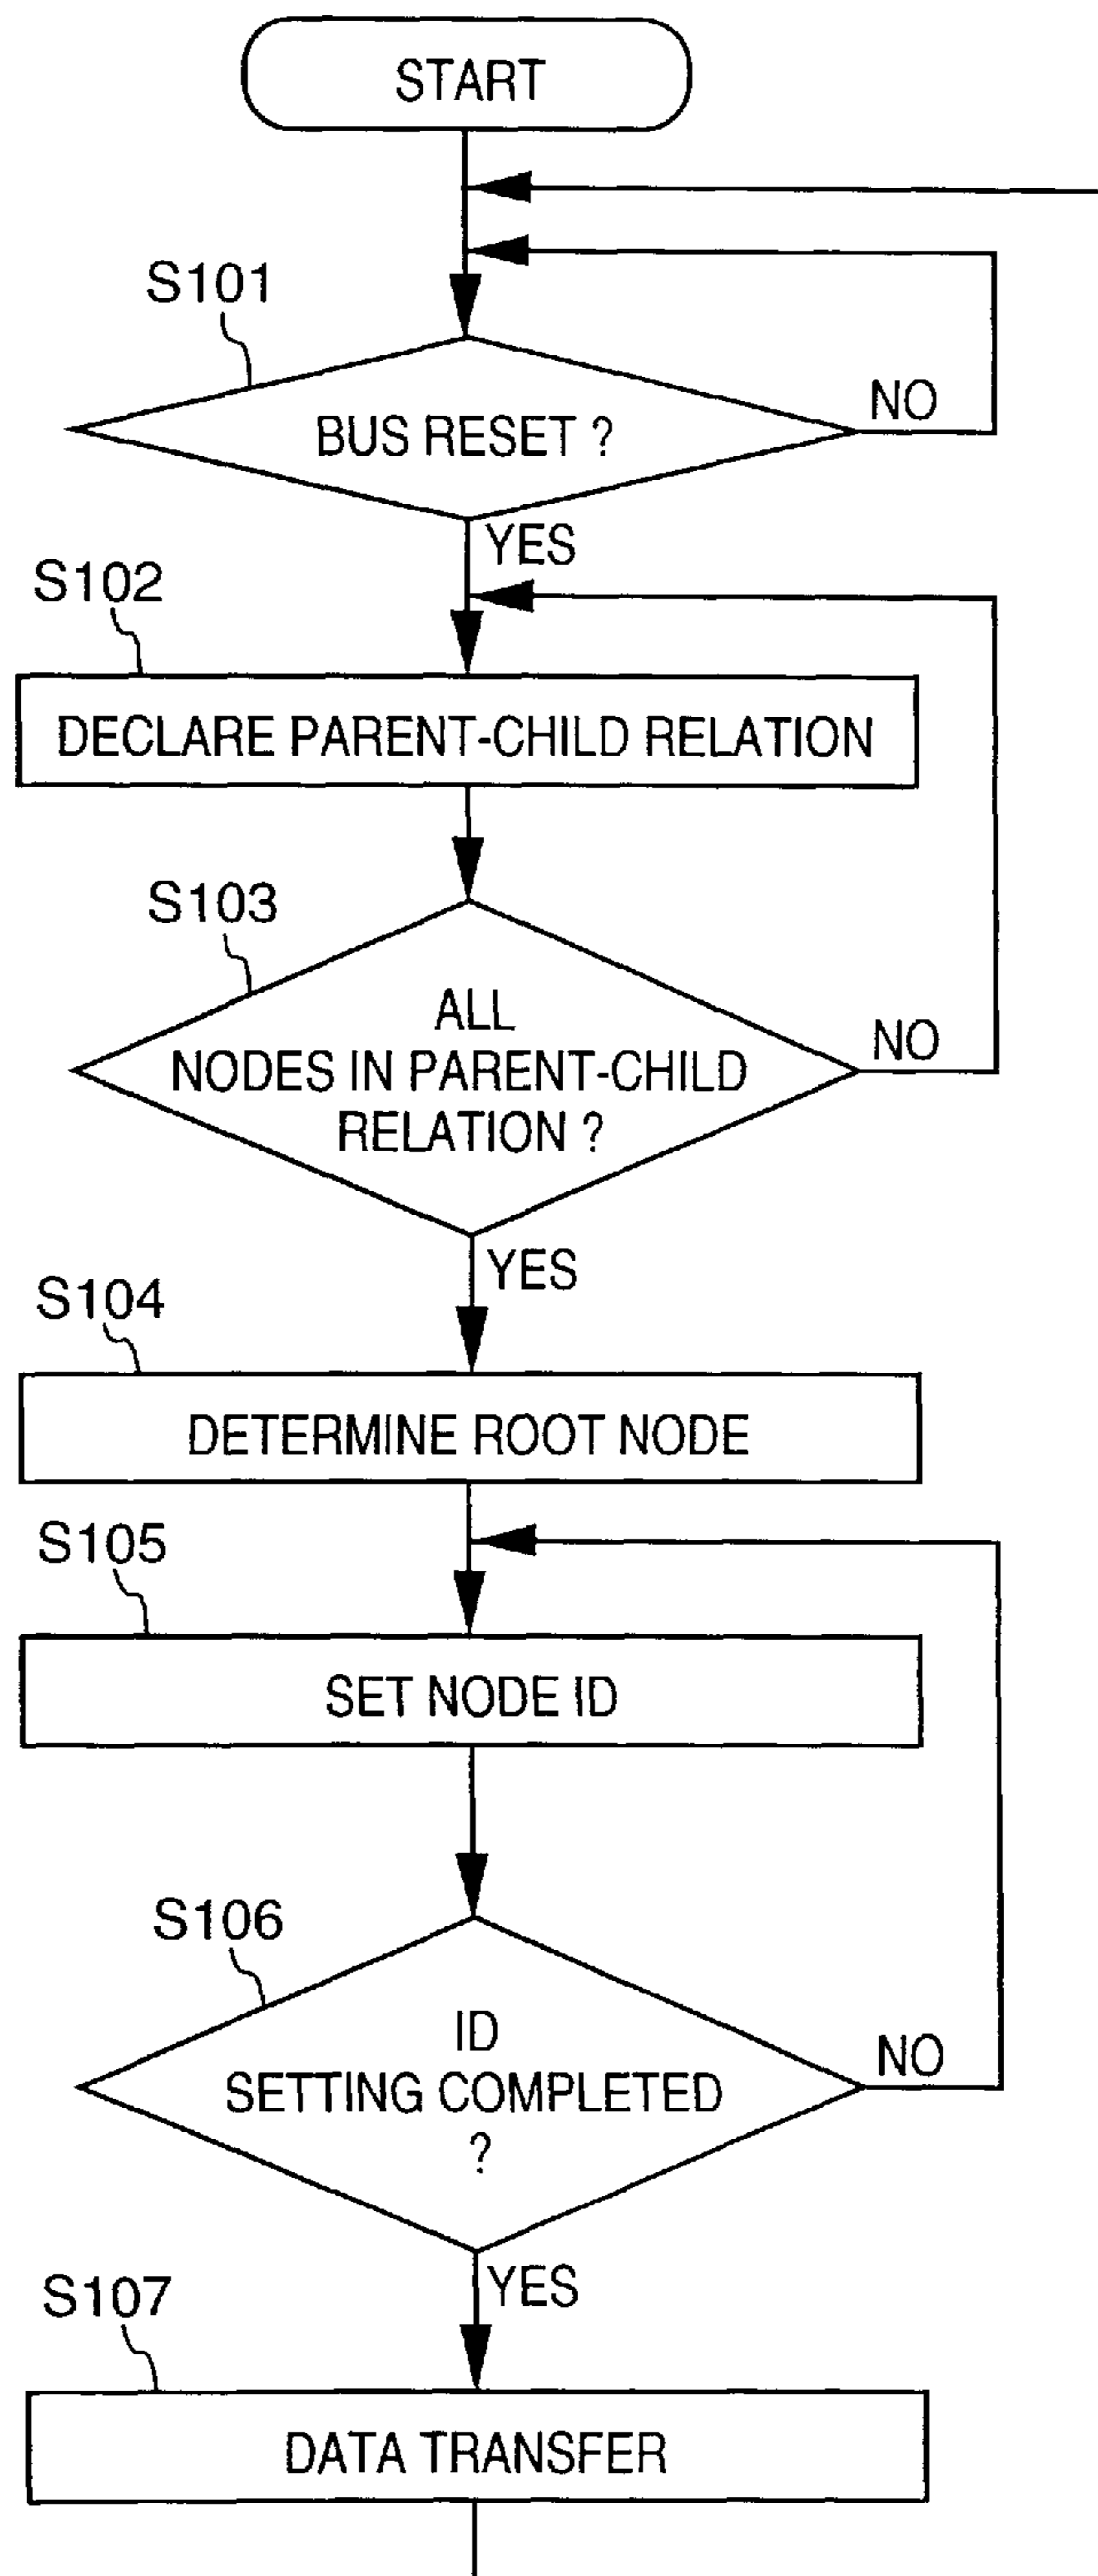 START
S101
BUS RESET ?
NO
YES
S102
DECLARE PARENT-CHILD RELATION
S103
ALL
NODES IN PARENT-CHILD
RELATION ?
NO
YES
S104
DETERMINE ROOT NODE
S105
SET NODE ID
S106
ID
SETTING COMPLETED
?
NO
YES
S107
DATA TRANSFER